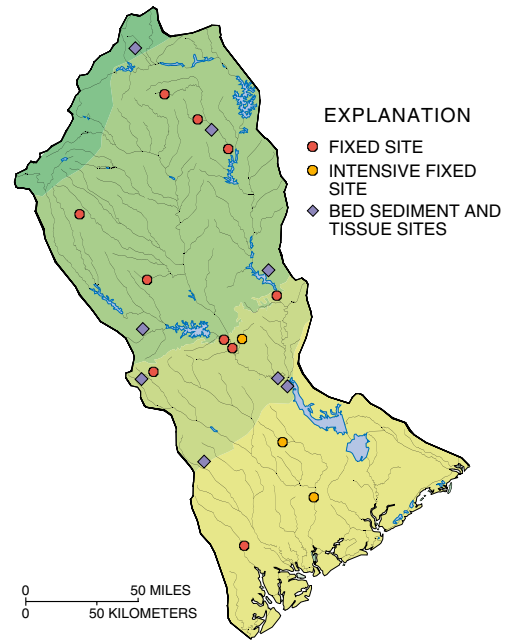 EXPLANATION
FIXED SITE
INTENSIVE FIXED
SITE
BED SEDIMENT AND
TISSUE SITES
0 50 MILES
0 50 KILOMETERS